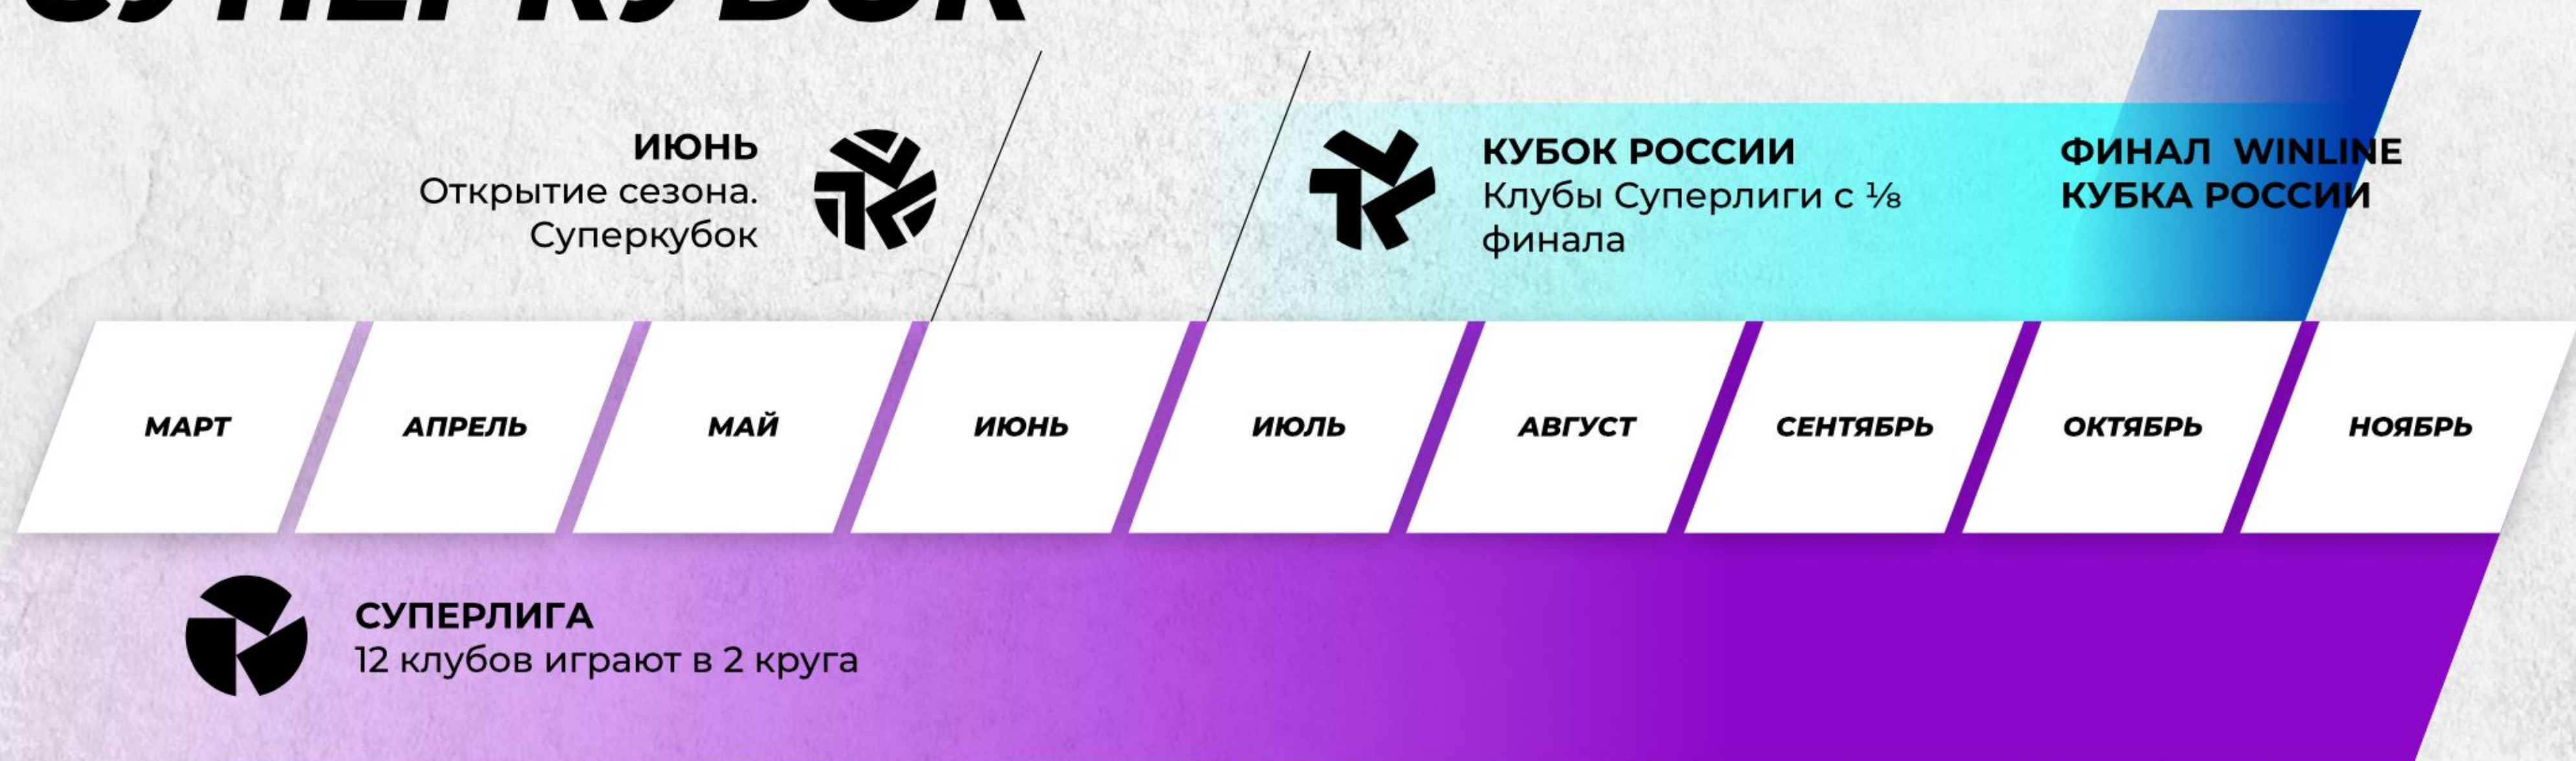 СУПЕРКУБОК
ИЮНЬ
Открытие сезона.
Суперкубок
КУБОК РОССИИ
Клубы Суперлиги с ⅛
финала
ФИНАЛ WINLINE
КУБКА РОССИИ
МАРТ
АПРЕЛЬ
МАЙ
ИЮНЬ
ИЮЛЬ
АВГУСТ
СЕНТЯБРЬ
ОКТЯБРЬ
НОЯБРЬ
СУПЕРЛИГА
12 клубов играют в 2 круга